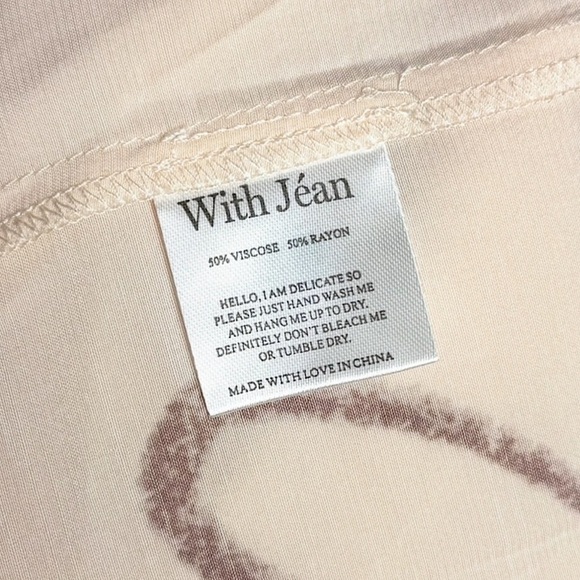 With Jéan
50% VISCOSE 50% RAYON
HELLO, I AM DELICATE SO
PLEASE JUST HAND WASH ME
AND HANG ME UP TO DRY.
DEFINITELY DON'T BLEACH ME
OR TUMBLE DRY.
MADE WITH LOVE IN CHINA